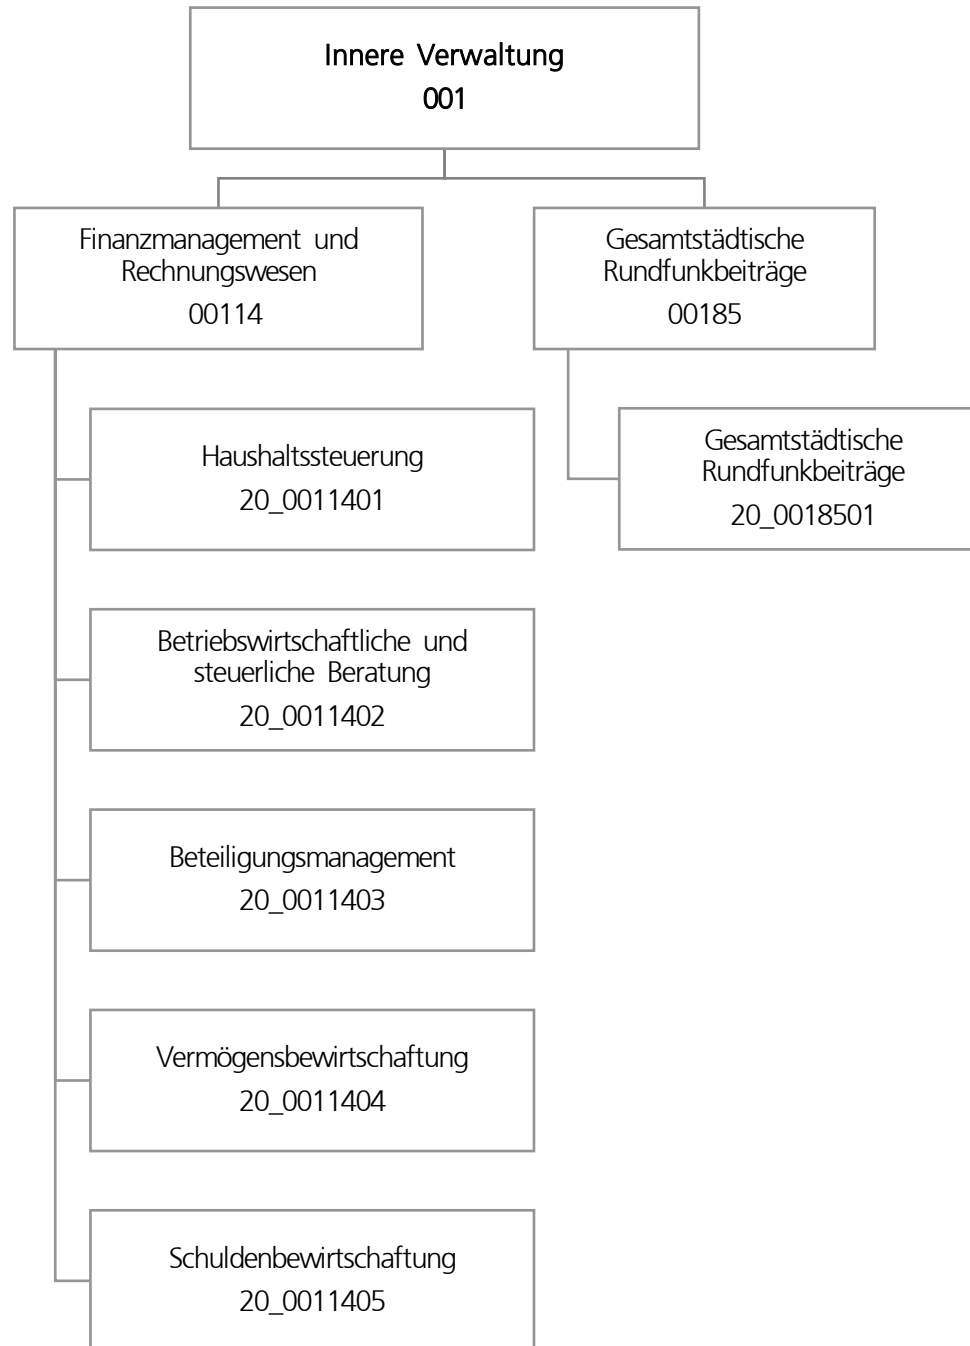 Innere Verwaltung
001
Finanzmanagement und
Rechnungswesen
00114
Gesamtstädtische
Rundfunkbeiträge
00185
Haushaltssteuerung
20_0011401
Gesamtstädtische
Rundfunkbeiträge
20_0018501
Betriebswirtschaftliche und
steuerliche Beratung
20_0011402
Beteiligungsmanagement
20_0011403
Vermögensbewirtschaftung
20_0011404
Schuldenbewirtschaftung
20_0011405